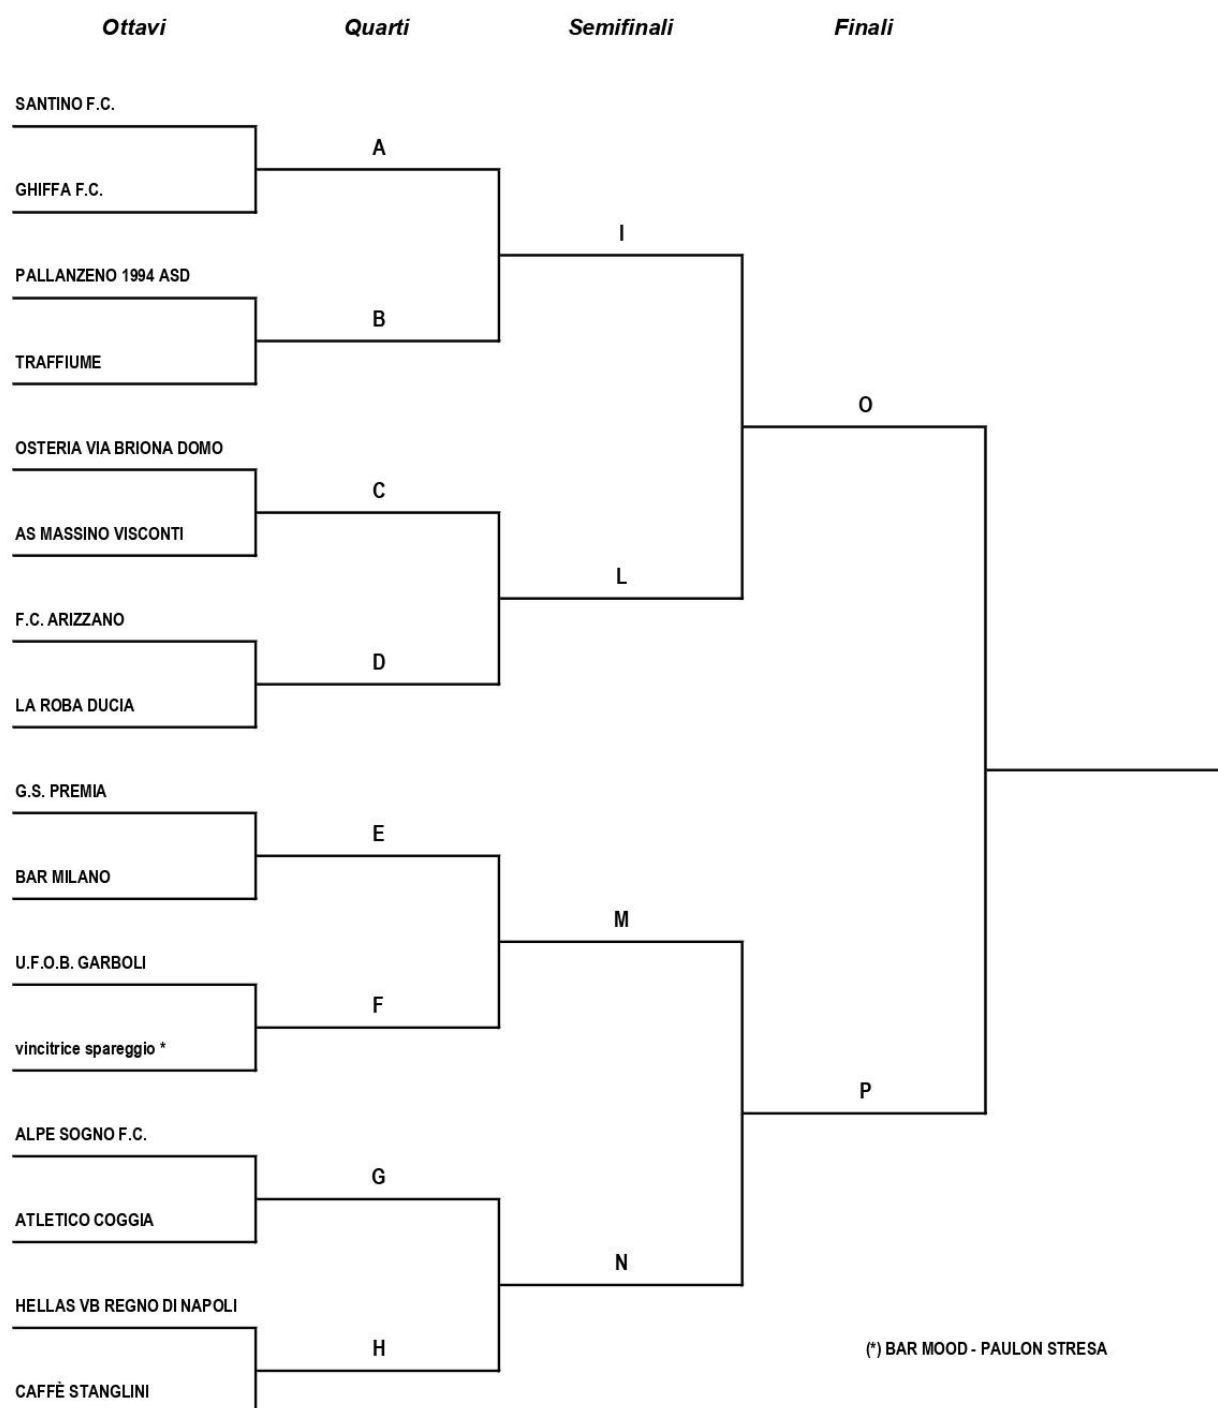 Ottavi Quarti Semifinali Finali
SANTINO F.C.
A
GHIFFA F.C.
I
PALLANZENO 1994 ASD
B
TRAFFIUME
O
OSTERIA VIA BRIONA DOMO
C
AS MASSINO VISCONTI
L
F.C. ARIZZANO
D
LA ROBA DUCIA
G.S. PREMIA
E
BAR MILANO
M
U.F.O.B. GARBOLI
F
vincitrice spareggio *
P
ALPE SOGNO F.C.
G
ATLETICO COGGIA
N
HELLAS VB REGNO DI NAPOLI
H
(*) BAR MOOD - PAULON STRESA
CAFFÈ STANGLINI